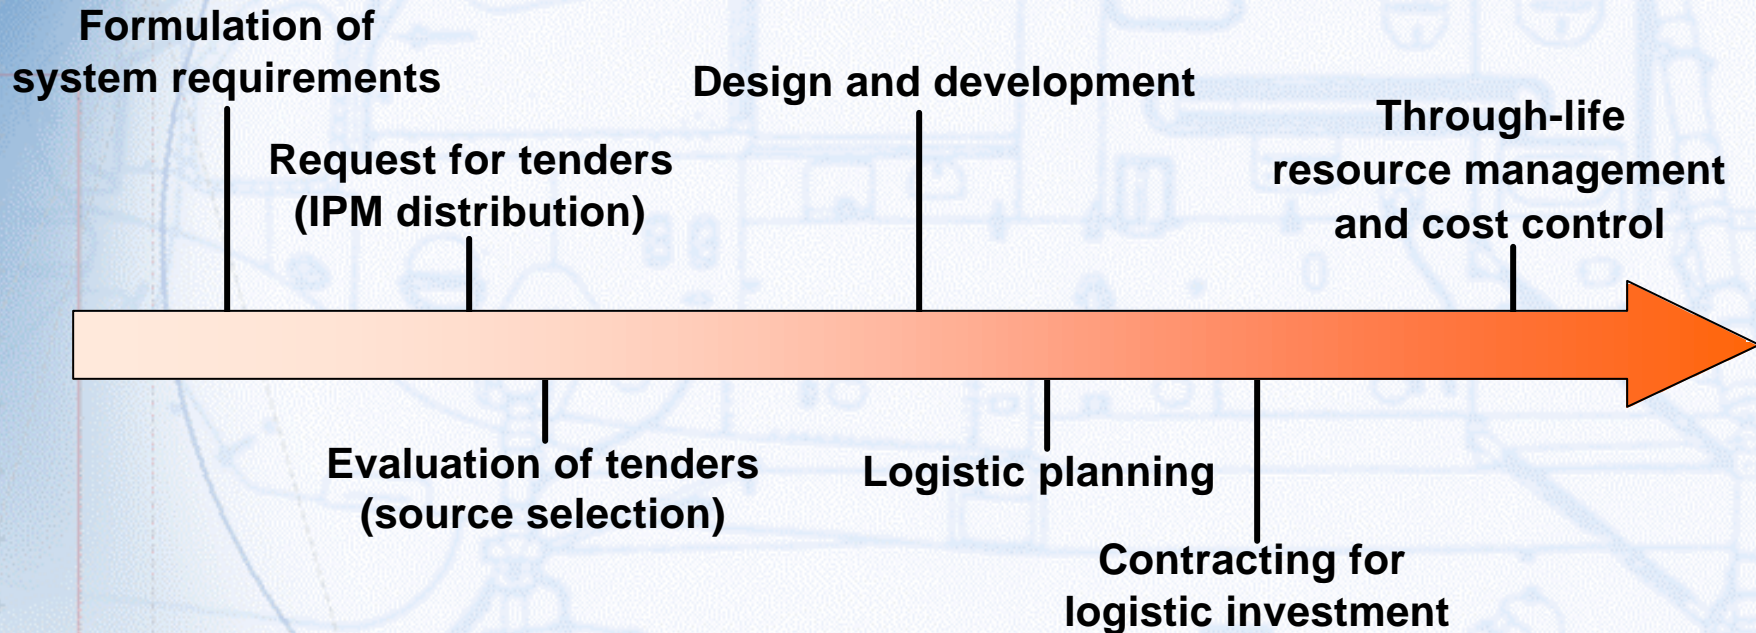 Formulation of
system requirements
Request for tenders
(IPM distribution)
Design and development
Through-life
resource management
and cost control
Evaluation of tenders
(source selection)
Logistic planning
Contracting for
logistic investment